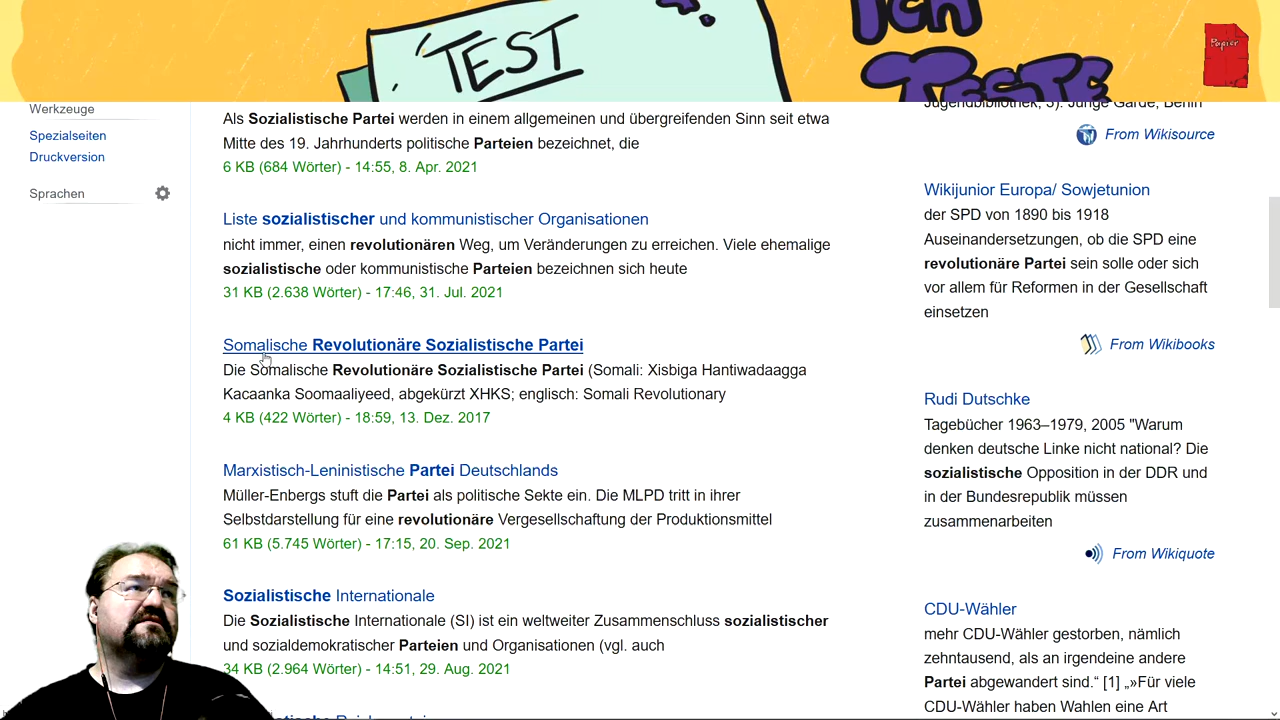 TEST
ICH
TESTE
Papier
Werkzeuge
Spezialseiten
Druckversion
Sprachen
Als Sozialistische Partei werden in einem allgemeinen und übergreifenden Sinn seit etwa
Mitte des 19. Jahrhunderts politische Parteien bezeichnet, die
6 KB (684 Wörter) - 14:55, 8. Apr. 2021
Liste sozialistischer und kommunistischer Organisationen
nicht immer, einen revolutionären Weg, um Veränderungen zu erreichen. Viele ehemalige
sozialistische oder kommunistische Parteien bezeichnen sich heute
31 KB (2.638 Wörter) - 17:46, 31. Jul. 2021
Somalische Revolutionäre Sozialistische Partei
Die Somalische Revolutionäre Sozialistische Partei (Somali: Xisbiga Hantiwadaagga
Kacaanka Soomaaliyeed, abgekürzt XHKS; englisch: Somali Revolutionary
4 KB (422 Wörter) - 18:59, 13. Dez. 2017
Marxistisch-Leninistische Partei Deutschlands
Müller-Enbergs stuft die Partei als politische Sekte ein. Die MLPD tritt in ihrer
Selbstdarstellung für eine revolutionäre Vergesellschaftung der Produktionsmittel
61 KB (5.745 Wörter) - 17:15, 20. Sep. 2021
Sozialistische Internationale
Die Sozialistische Internationale (SI) ist ein weltweiter Zusammenschluss sozialistischer
und sozialdemokratischer Parteien und Organisationen (vgl. auch
34 KB (2.964 Wörter) - 14:51, 29. Aug. 2021
Jugendbibliothek, 3). Junge Garde, Berlin
From Wikisource
Wikijunior Europa/ Sowjetunion
der SPD von 1890 bis 1918
Auseinandersetzungen, ob die SPD eine
revolutionäre Partei sein solle oder sich
vor allem für Reformen in der Gesellschaft
einsetzen
From Wikibooks
Rudi Dutschke
Tagebücher 1963–1979, 2005 "Warum
denken deutsche Linke nicht national? Die
sozialistische Opposition in der DDR und
in der Bundesrepublik müssen
zusammenarbeiten
From Wikiquote
CDU-Wähler
mehr CDU-Wähler gestorben, nämlich
zehntausend, als an irgendeine andere
Partei abgewandert sind.“ [1] „»Für viele
CDU-Wähler haben Wahlen eine Art